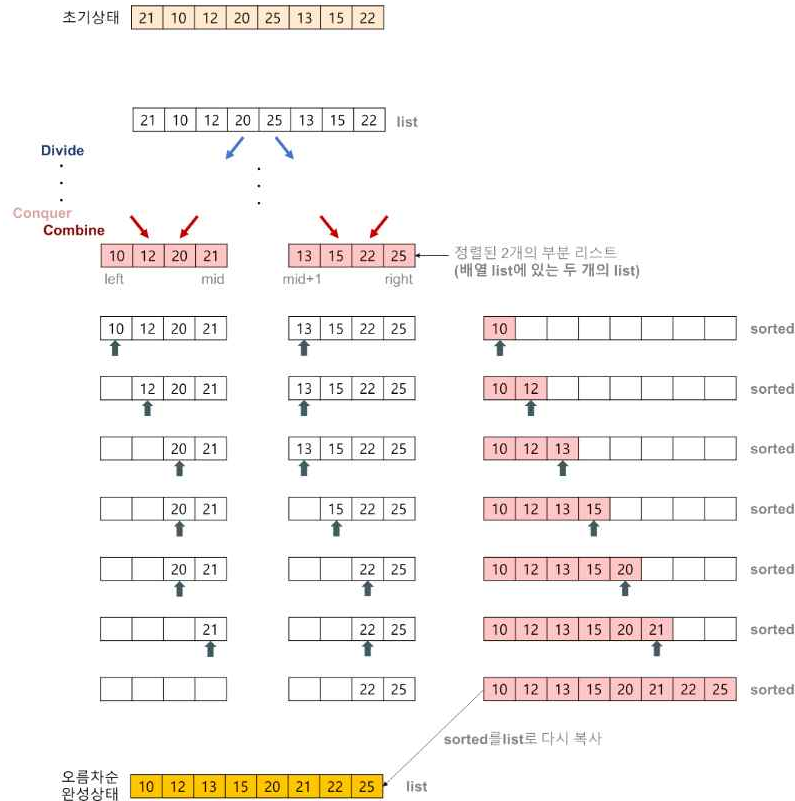 초기상태 21 10 12 20 25 13 15 22
21 10 12 20 25 13 15 22 list
Divide
Conquer
Combine
10 12 20 21 13 15 22 25 정렬된 2개의 부분 리스트
(배열 list에 있는 두 개의 list)
left mid mid+1 right
10 12 20 21 13 15 22 25 10 sorted
12 20 21 13 15 22 25 10 12 sorted
20 21 13 15 22 25 10 12 13 sorted
20 21 15 22 25 10 12 13 15 sorted
20 21 22 25 10 12 13 15 20 sorted
21 22 25 10 12 13 15 20 21 sorted
22 25 10 12 13 15 20 21 22 25 sorted
sorted를list로 다시 복사
오름차순
완성상태 10 12 13 15 20 21 22 25 list